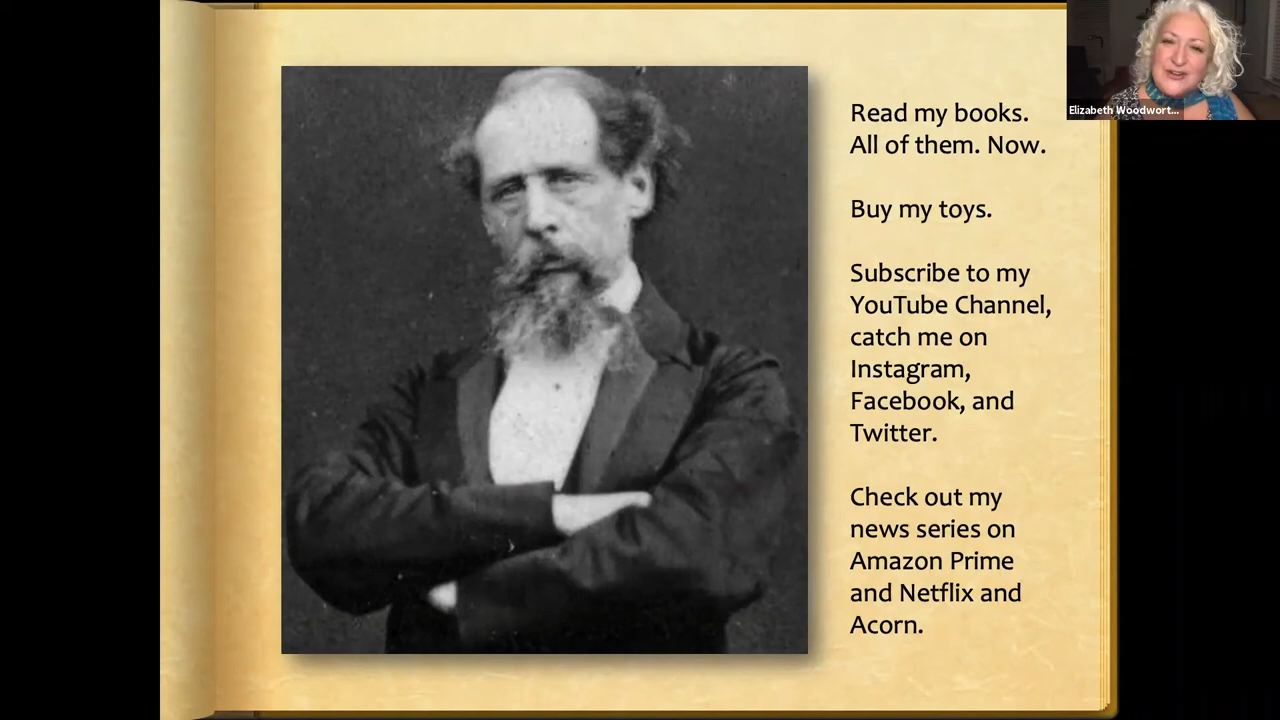 Read my books.
All of them. Now.
Buy my toys.
Subscribe to my
YouTube Channel,
catch me on
Instagram,
Facebook, and
Twitter.
Check out my
news series on
Amazon Prime
and Netflix and
Acorn.
Elizabeth Woodwort...